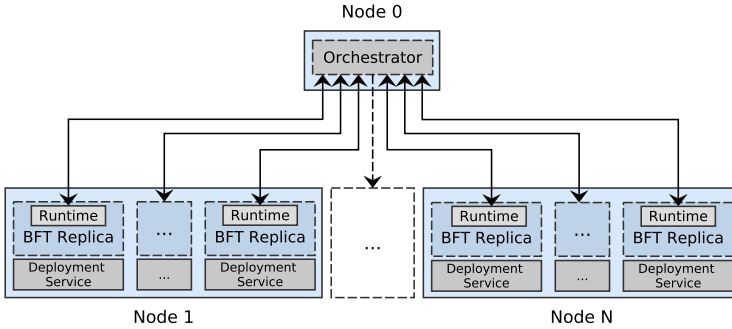 Node 0
Orchestrator
Runtime
BFT Replica
Deployment
Service
...
...
Runtime
BFT Replica
Deployment
Service
Node 1
...
Runtime
BFT Replica
Deployment
Service
...
...
Runtime
BFT Replica
Deployment
Service
Node N